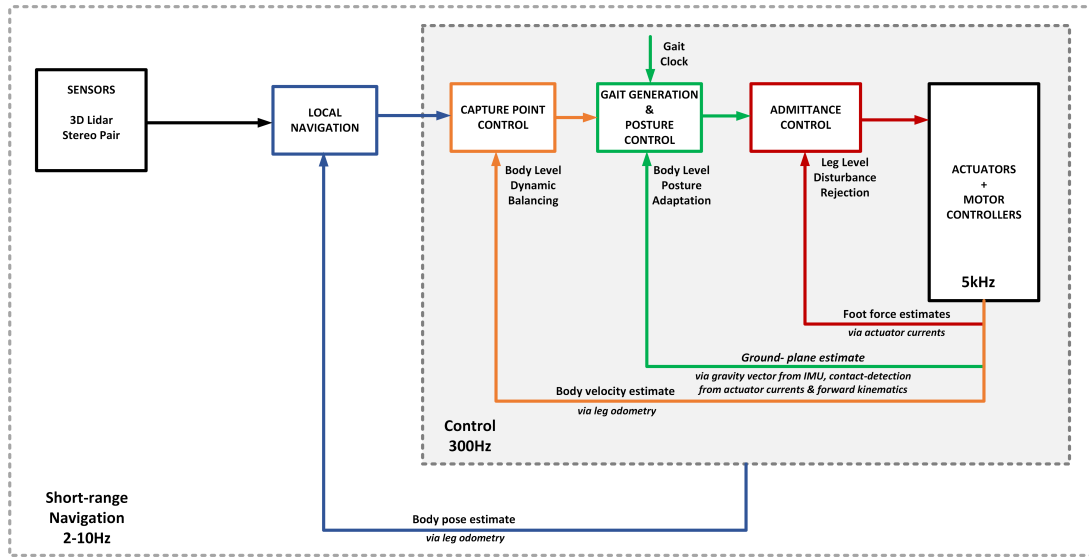 SENSORS
3D Lidar
Stereo Pair
LOCAL
NAVIGATION
Gait
Clock
CAPTURE POINT
CONTROL
GAIT GENERATION
&
POSTURE
CONTROL
ADMITTANCE
CONTROL
ACTUATORS
+
MOTOR
CONTROLLERS
5kHz
Body Level
Dynamic
Balancing
Body Level
Posture
Adaptation
Leg Level
Disturbance
Rejection
Foot force estimates
via actuator currents
Ground- plane estimate
via gravity vector from IMU, contact-detection
from actuator currents & forward kinematics
Body velocity estimate
via leg odometry
Control
300Hz
Short-range
Navigation
2-10Hz
Body pose estimate
via leg odometry